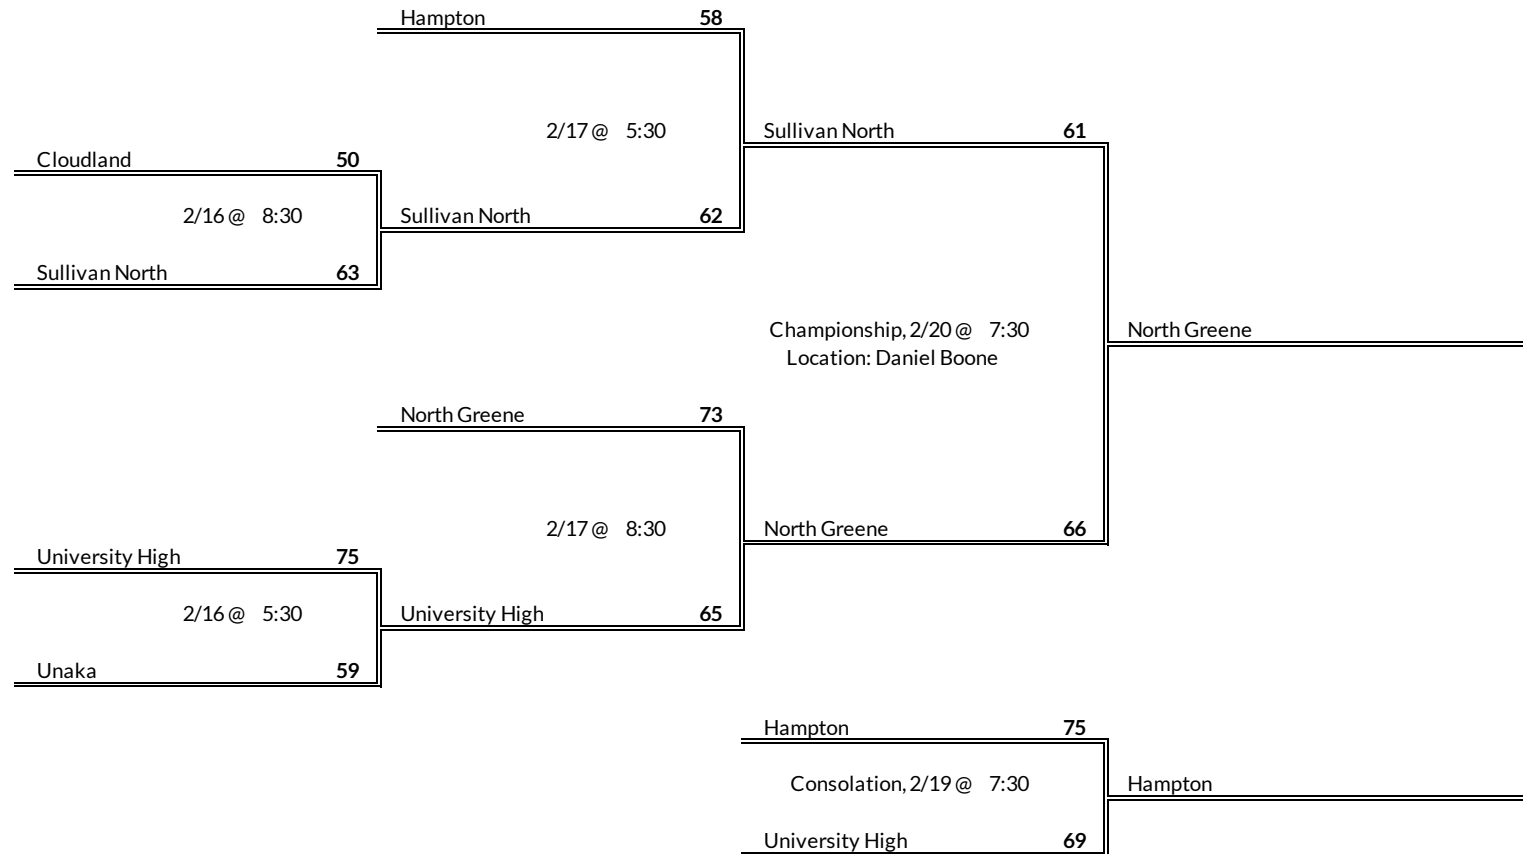 Hampton 58
2/17 @ 5:30
Sullivan North 61
Cloudland 50
2/16 @ 8:30
Sullivan North 62
Sullivan North 63
Championship, 2/20 @ 7:30
North Greene
Location: Daniel Boone
North Greene 73
2/17 @ 8:30
North Greene 66
University High 75
2/16 @ 5:30
University High 65
Unaka 59
Hampton 75
Consolation, 2/19 @ 7:30
Hampton
University High 69